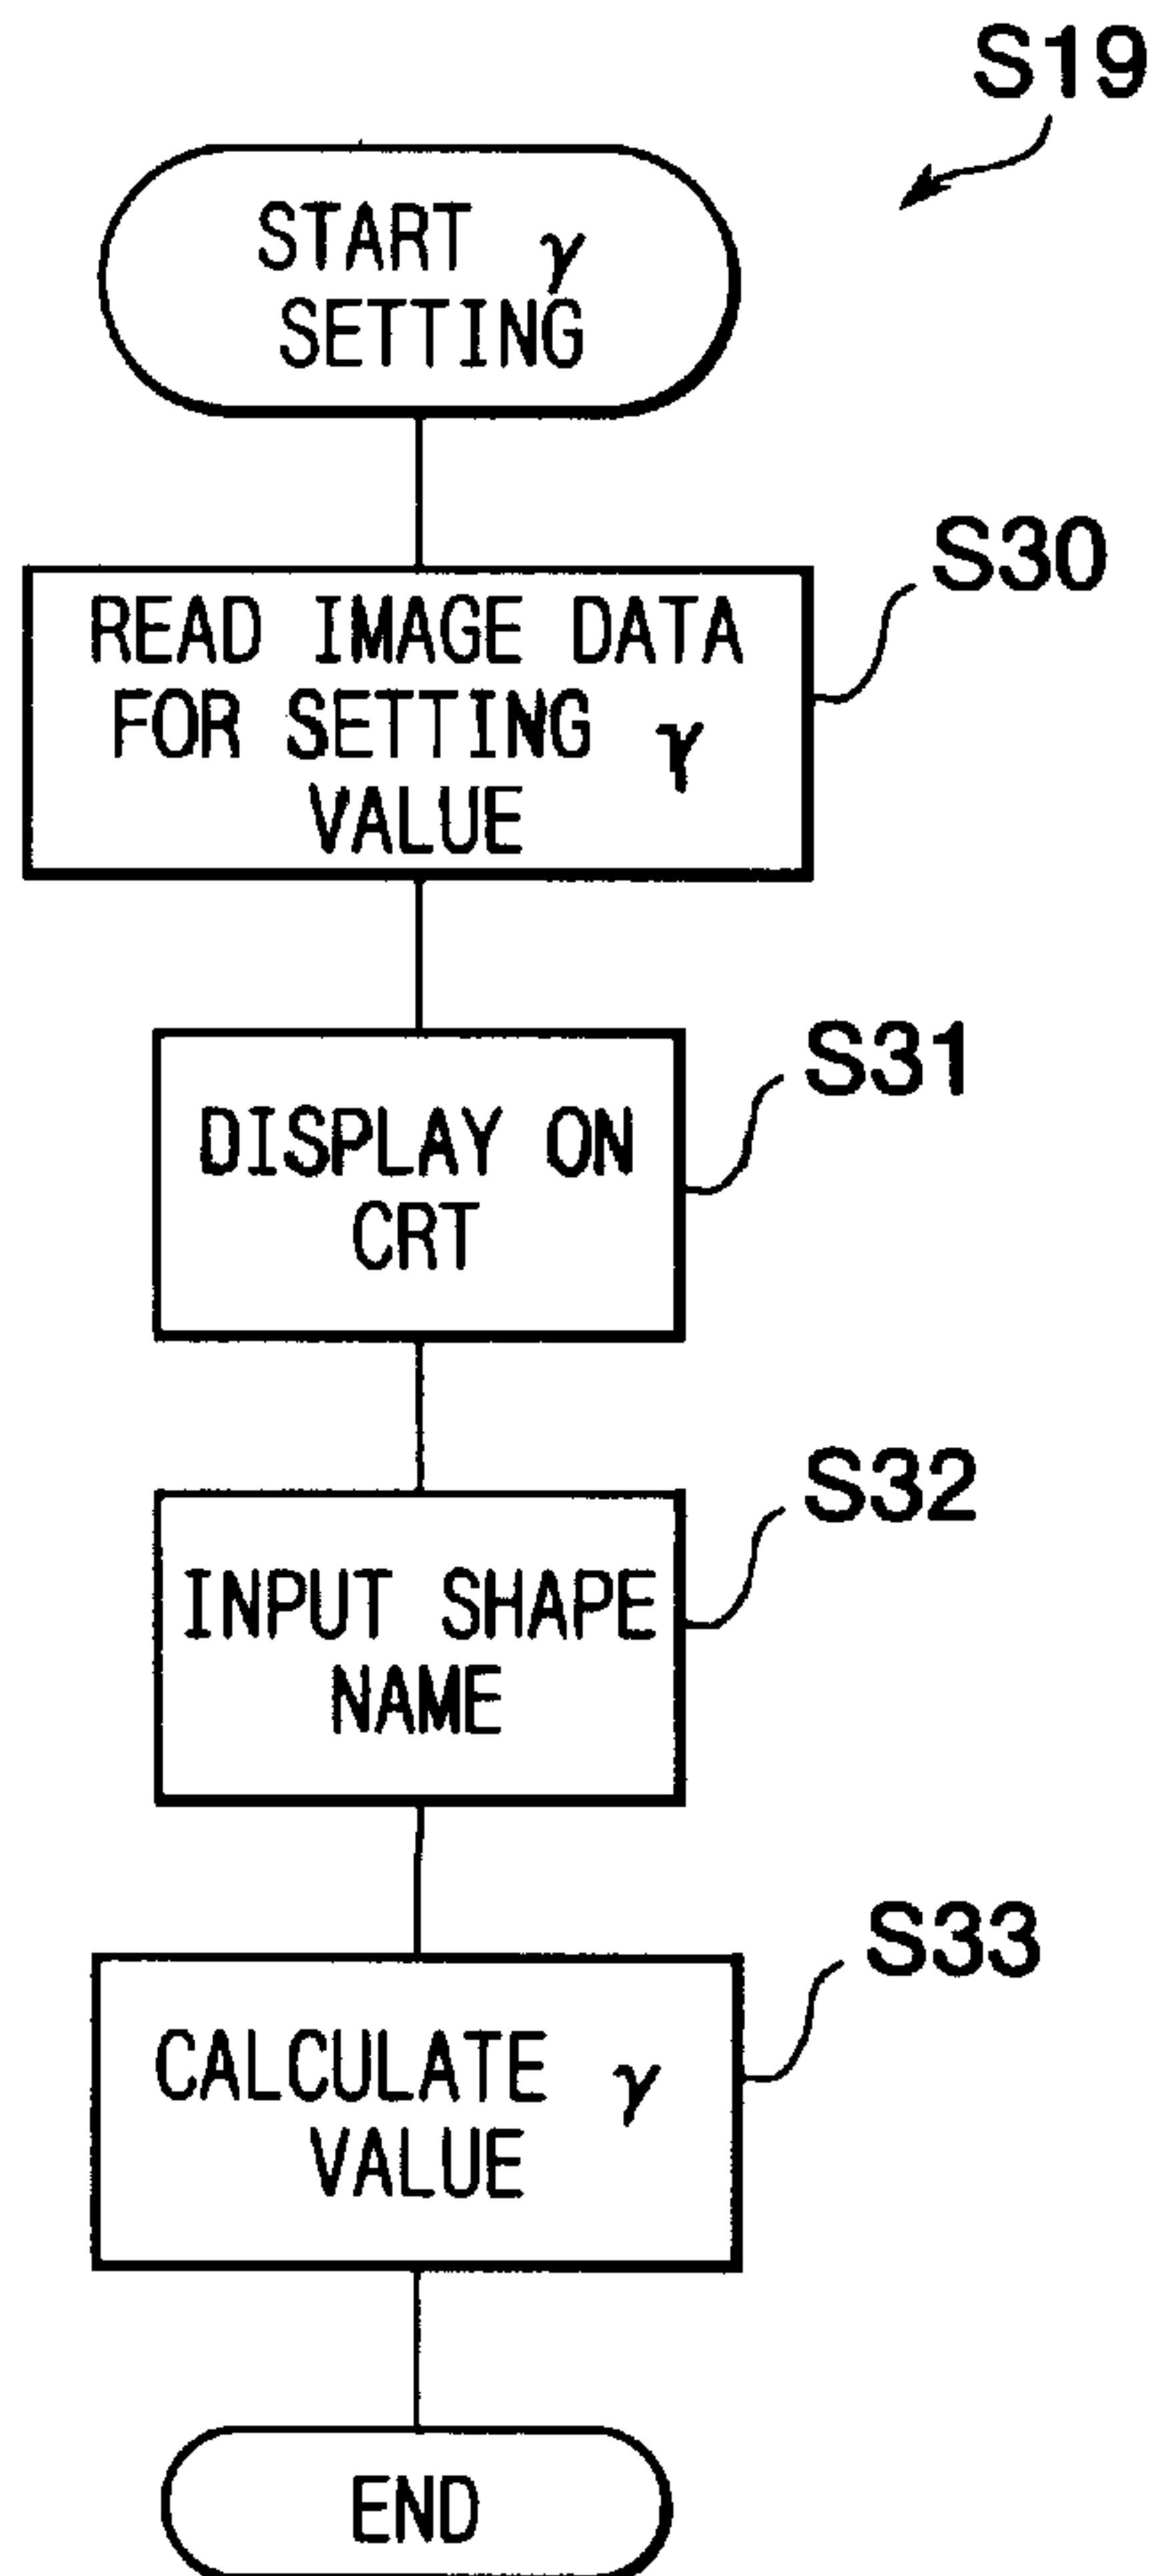 S19
START γ
SETTING
S30
READ IMAGE DATA
FOR SETTING γ
VALUE
S31
DISPLAY ON
CRT
S32
INPUT SHAPE
NAME
S33
CALCULATE γ
VALUE
END